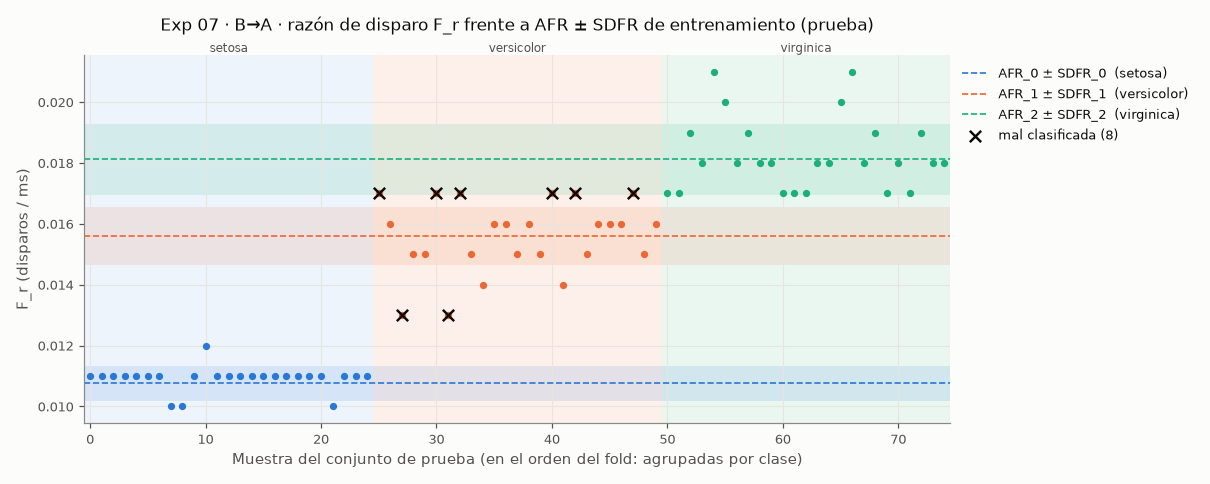 Exp 07 · B→A · razón de disparo F_r frente a AFR ± SDFR de entrenamiento (prueba)
setosa
versicolor
virginica
AFR_0 ± SDFR_0 (setosa)
AFR_1 ± SDFR_1 (versicolor)
AFR_2 ± SDFR_2 (virginica)
mal clasificada (8)
F_r (disparos / ms)
0.020
0.018
0.016
0.014
0.012
0.010
0
10
20
30
40
50
60
70
Muestra del conjunto de prueba (en el orden del fold: agrupadas por clase)